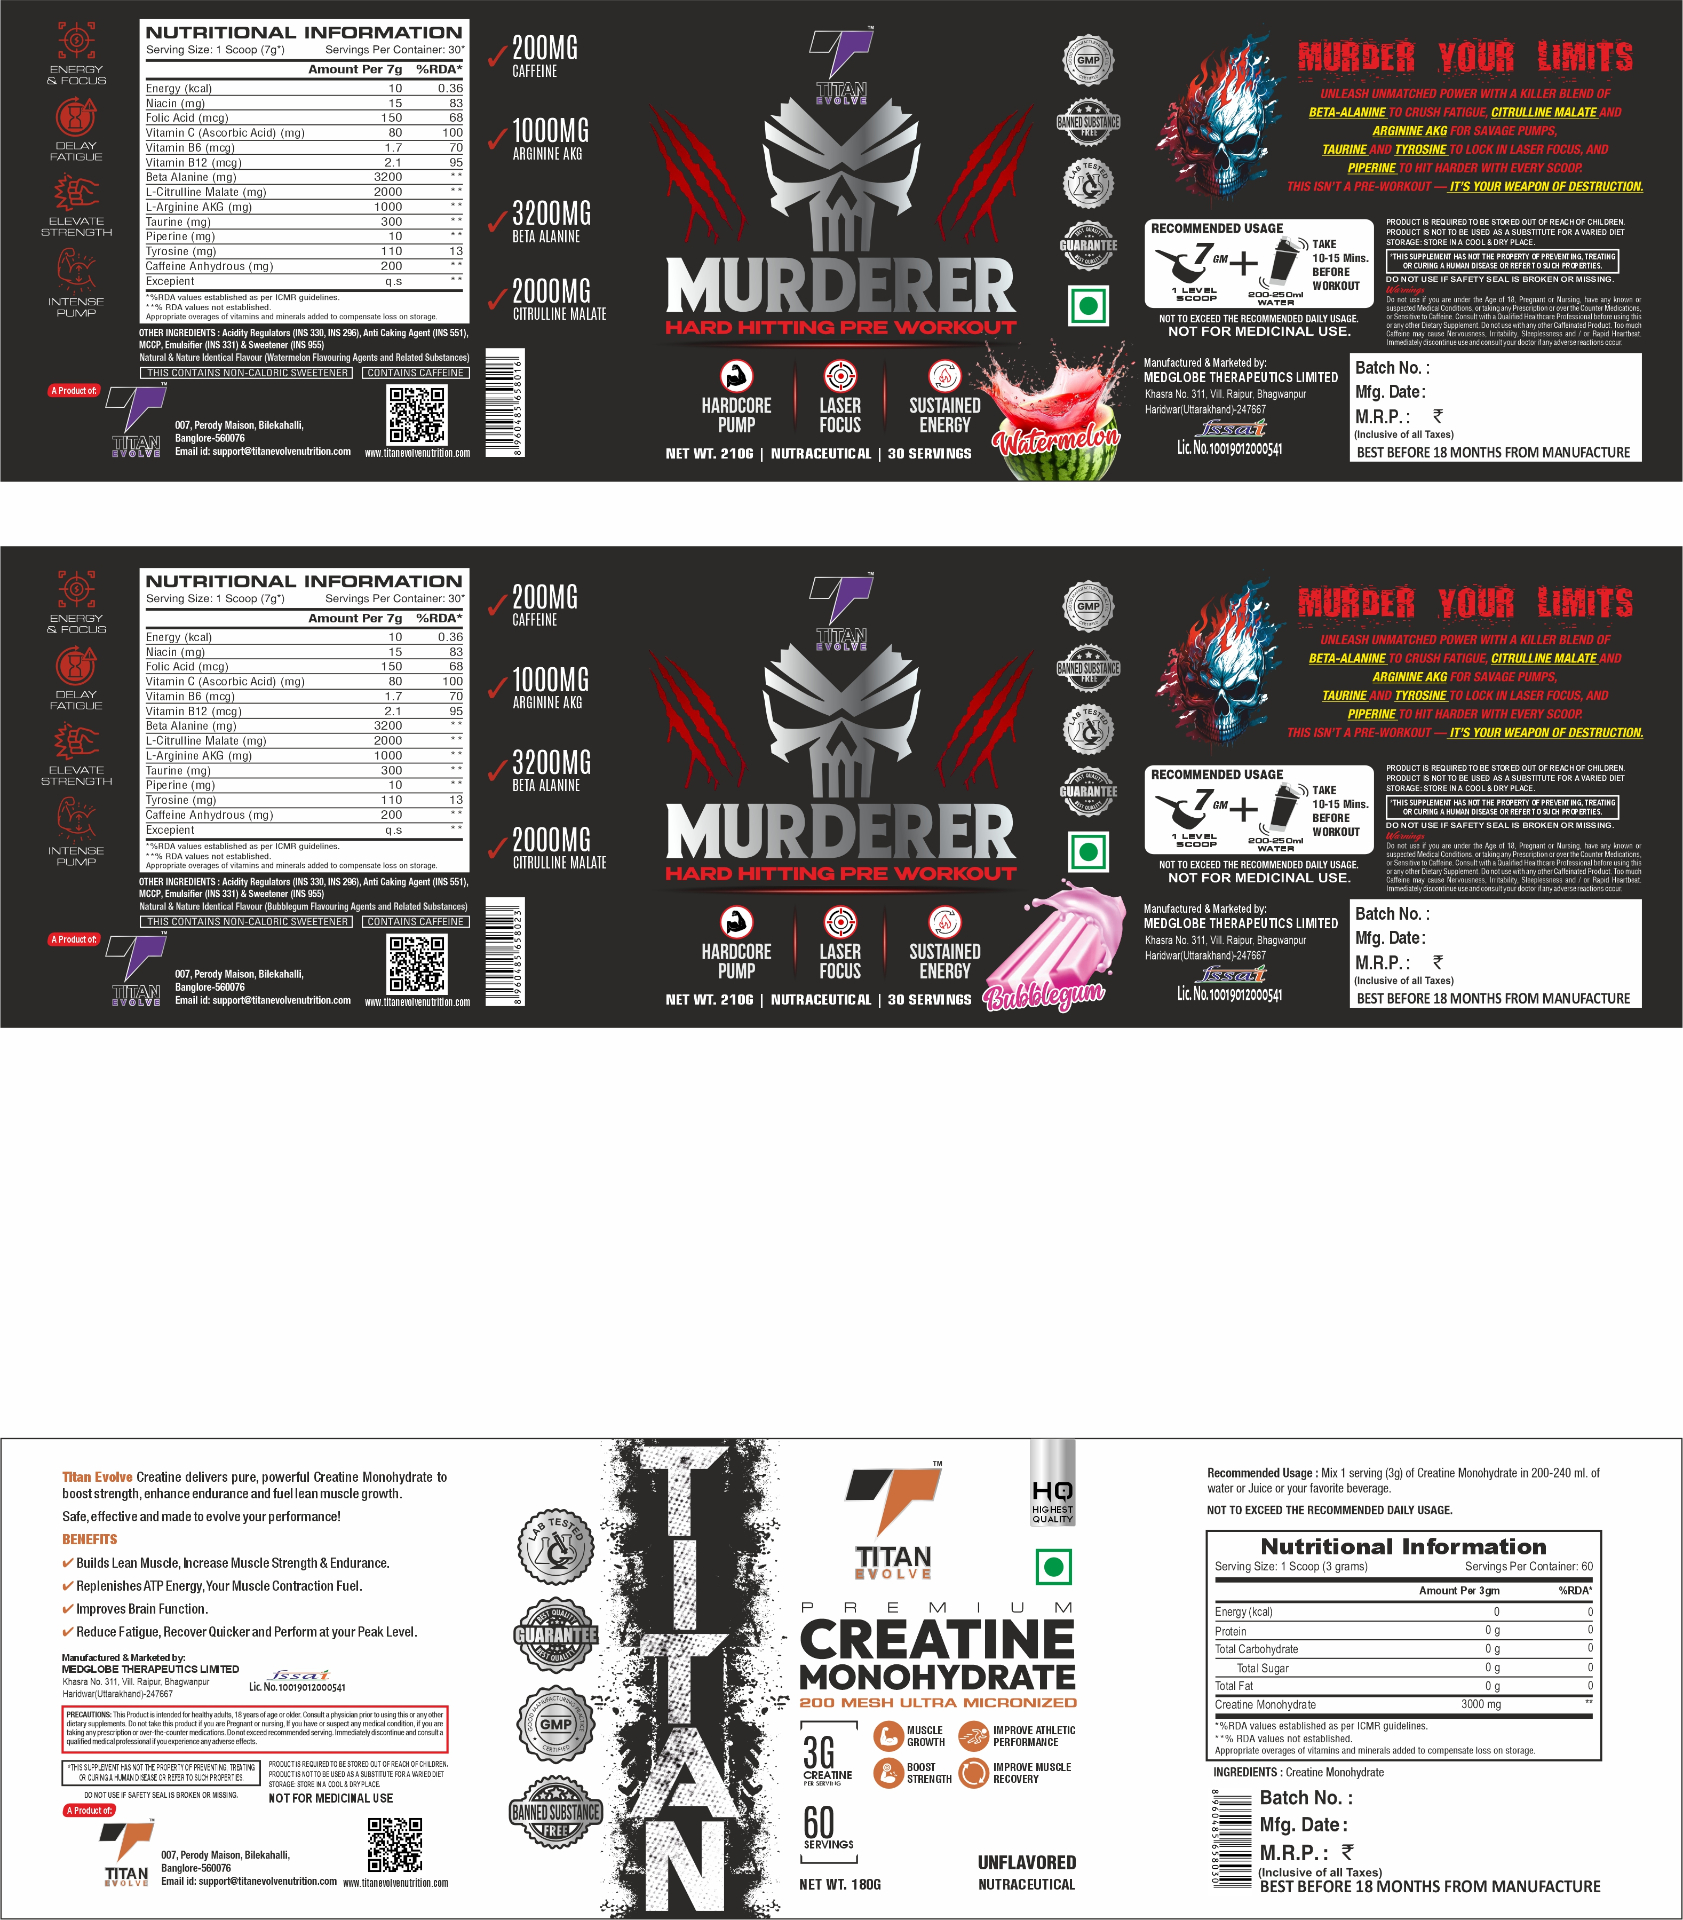 ENERGY
& FOCUS
DELAY
FATIGUE
ELEVATE
STRENGTH
INTENSE
PUMP
NUTRITIONAL INFORMATION
Serving Size: 1 Scoop (7g*) Servings Per Container: 30*
Amount Per 7g %RDA*
Energy (kcal) 10 0.36
Niacin (mg) 15 83
Folic Acid (mcg) 150 68
Vitamin C (Ascorbic Acid) (mg) 80 100
Vitamin B6 (mcg) 1.7 70
Vitamin B12 (mcg) 2.1 95
Beta Alanine (mg) 3200 **
L-Citrulline Malate (mg) 2000 **
L-Arginine AKG (mg) 1000 **
Taurine (mg) 300 **
Piperine (mg) 10 **
Tyrosine (mg) 110 13
Caffeine Anhydrous (mg) 200 **
Excepient q.s **
*%RDA values established as per ICMR guidelines.
**% RDA values not established.
Appropriate overages of vitamins and minerals added to compensate loss on storage.
OTHER INGREDIENTS : Acidity Regulators (INS 330, INS 296), Anti Caking Agent (INS 551),
MCCP, Emulsifier (INS 331) & Sweetener (INS 955)
Natural & Nature Identical Flavour (Watermelon Flavouring Agents and Related Substances)
THIS CONTAINS NON-CALORIC SWEETENER CONTAINS CAFFEINE
A Product of:
TM
TITAN
EVOLVE
007, Perody Maison, Bilekahalli,
Banglore-560076
Email id: support@titanevolvenutrition.com
www.titanevolvenutrition.com
✓ 200MG
CAFFEINE
✓ 1000MG
ARGININE AKG
✓ 3200MG
BETA ALANINE
✓ 2000MG
CITRULLINE MALATE
8960485658016
TM
TITAN
EVOLVE
MURDERER
HARD HITTING PRE WORKOUT
HARDCORE
PUMP
LASER
FOCUS
SUSTAINED
ENERGY
NET WT. 210G | NUTRACEUTICAL | 30 SERVINGS
Watermelon
GOOD MANUFACTURING PRACTICE
GMP
CERTIFIED
BANNED SUBSTANCE
FREE
LAB TESTED
BEST QUALITY
GUARANTEE
BEST QUALITY
MURDER YOUR LIMITS
UNLEASH UNMATCHED POWER WITH A KILLER BLEND OF
BETA-ALANINE TO CRUSH FATIGUE, CITRULLINE MALATE AND
ARGININE AKG FOR SAVAGE PUMPS,
TAURINE AND TYROSINE TO LOCK IN LASER FOCUS, AND
PIPERINE TO HIT HARDER WITH EVERY SCOOP.
THIS ISN'T A PRE-WORKOUT — IT'S YOUR WEAPON OF DESTRUCTION.
RECOMMENDED USAGE
7 GM +
1 LEVEL
SCOOP
200-250ml
WATER
TAKE
10-15 Mins.
BEFORE
WORKOUT
NOT TO EXCEED THE RECOMMENDED DAILY USAGE.
NOT FOR MEDICINAL USE.
PRODUCT IS REQUIRED TO BE STORED OUT OF REACH OF CHILDREN.
PRODUCT IS NOT TO BE USED AS A SUBSTITUTE FOR A VARIED DIET
STORAGE: STORE IN A COOL & DRY PLACE.
*THIS SUPPLEMENT HAS NOT THE PROPERTY OF PREVENTING, TREATING
OR CURING A HUMAN DISEASE OR REFER TO SUCH PROPERTIES.
DO NOT USE IF SAFETY SEAL IS BROKEN OR MISSING.
Warnings
Do not use if you are under the Age of 18, Pregnant or Nursing, have any known or
suspected Medical Conditions, or taking any Prescription or over the Counter Medications,
or Sensitive to Caffeine. Consult with a Qualified Healthcare Professional before using this
or any other Dietary Supplement. Do not use with any other Caffeinated Product. Too much
Caffeine may cause Nervousness, Irritability, Sleeplessness and / or Rapid Heartbeat.
Immediately discontinue use and consult your doctor if any adverse reactions occur.
Manufactured & Marketed by:
MEDGLOBE THERAPEUTICS LIMITED
Khasra No. 311, Vill. Raipur, Bhagwanpur
Haridwar(Uttarakhand)-247667
fssai
Lic. No. 10019012000541
Batch No. :
Mfg. Date :
M.R.P. : ₹
(Inclusive of all Taxes)
BEST BEFORE 18 MONTHS FROM MANUFACTURE
ENERGY
& FOCUS
DELAY
FATIGUE
ELEVATE
STRENGTH
INTENSE
PUMP
NUTRITIONAL INFORMATION
Serving Size: 1 Scoop (7g*) Servings Per Container: 30*
Amount Per 7g %RDA*
Energy (kcal) 10 0.36
Niacin (mg) 15 83
Folic Acid (mcg) 150 68
Vitamin C (Ascorbic Acid) (mg) 80 100
Vitamin B6 (mcg) 1.7 70
Vitamin B12 (mcg) 2.1 95
Beta Alanine (mg) 3200 **
L-Citrulline Malate (mg) 2000 **
L-Arginine AKG (mg) 1000 **
Taurine (mg) 300 **
Piperine (mg) 10 **
Tyrosine (mg) 110 13
Caffeine Anhydrous (mg) 200 **
Excepient q.s **
*%RDA values established as per ICMR guidelines.
**% RDA values not established.
Appropriate overages of vitamins and minerals added to compensate loss on storage.
OTHER INGREDIENTS : Acidity Regulators (INS 330, INS 296), Anti Caking Agent (INS 551),
MCCP, Emulsifier (INS 331) & Sweetener (INS 955)
Natural & Nature Identical Flavour (Bubblegum Flavouring Agents and Related Substances)
THIS CONTAINS NON-CALORIC SWEETENER CONTAINS CAFFEINE
A Product of:
TM
TITAN
EVOLVE
007, Perody Maison, Bilekahalli,
Banglore-560076
Email id: support@titanevolvenutrition.com
www.titanevolvenutrition.com
✓ 200MG
CAFFEINE
✓ 1000MG
ARGININE AKG
✓ 3200MG
BETA ALANINE
✓ 2000MG
CITRULLINE MALATE
8960485658023
TM
TITAN
EVOLVE
MURDERER
HARD HITTING PRE WORKOUT
HARDCORE
PUMP
LASER
FOCUS
SUSTAINED
ENERGY
NET WT. 210G | NUTRACEUTICAL | 30 SERVINGS
Bubblegum
GOOD MANUFACTURING PRACTICE
GMP
CERTIFIED
BANNED SUBSTANCE
FREE
LAB TESTED
BEST QUALITY
GUARANTEE
BEST QUALITY
MURDER YOUR LIMITS
UNLEASH UNMATCHED POWER WITH A KILLER BLEND OF
BETA-ALANINE TO CRUSH FATIGUE, CITRULLINE MALATE AND
ARGININE AKG FOR SAVAGE PUMPS,
TAURINE AND TYROSINE TO LOCK IN LASER FOCUS, AND
PIPERINE TO HIT HARDER WITH EVERY SCOOP.
THIS ISN'T A PRE-WORKOUT — IT'S YOUR WEAPON OF DESTRUCTION.
RECOMMENDED USAGE
7 GM +
1 LEVEL
SCOOP
200-250ml
WATER
TAKE
10-15 Mins.
BEFORE
WORKOUT
NOT TO EXCEED THE RECOMMENDED DAILY USAGE.
NOT FOR MEDICINAL USE.
PRODUCT IS REQUIRED TO BE STORED OUT OF REACH OF CHILDREN.
PRODUCT IS NOT TO BE USED AS A SUBSTITUTE FOR A VARIED DIET
STORAGE: STORE IN A COOL & DRY PLACE.
*THIS SUPPLEMENT HAS NOT THE PROPERTY OF PREVENTING, TREATING
OR CURING A HUMAN DISEASE OR REFER TO SUCH PROPERTIES.
DO NOT USE IF SAFETY SEAL IS BROKEN OR MISSING.
Warnings
Do not use if you are under the Age of 18, Pregnant or Nursing, have any known or
suspected Medical Conditions, or taking any Prescription or over the Counter Medications,
or Sensitive to Caffeine. Consult with a Qualified Healthcare Professional before using this
or any other Dietary Supplement. Do not use with any other Caffeinated Product. Too much
Caffeine may cause Nervousness, Irritability, Sleeplessness and / or Rapid Heartbeat.
Immediately discontinue use and consult your doctor if any adverse reactions occur.
Manufactured & Marketed by:
MEDGLOBE THERAPEUTICS LIMITED
Khasra No. 311, Vill. Raipur, Bhagwanpur
Haridwar(Uttarakhand)-247667
fssai
Lic. No. 10019012000541
Batch No. :
Mfg. Date :
M.R.P. : ₹
(Inclusive of all Taxes)
BEST BEFORE 18 MONTHS FROM MANUFACTURE
Titan Evolve Creatine delivers pure, powerful Creatine Monohydrate to
boost strength, enhance endurance and fuel lean muscle growth.
Safe, effective and made to evolve your performance!
BENEFITS
✓ Builds Lean Muscle, Increase Muscle Strength & Endurance.
✓ Replenishes ATP Energy, Your Muscle Contraction Fuel.
✓ Improves Brain Function.
✓ Reduce Fatigue, Recover Quicker and Perform at your Peak Level.
Manufactured & Marketed by:
MEDGLOBE THERAPEUTICS LIMITED
Khasra No. 311, Vill. Raipur, Bhagwanpur
Haridwar(Uttarakhand)-247667
fssai
Lic. No. 10019012000541
PRECAUTIONS: This Product is intended for healthy adults, 18 years of age or older. Consult a physician prior to using this or any other
dietary supplements. Do not take this product if you are Pregnant or nursing, If you have or suspect any medical condition, if you are
taking any prescription or over-the-counter medications. Do not exceed recommended serving. Immediately discontinue and consult a
qualified medical professional if you experience any adverse effects.
*THIS SUPPLEMENT HAS NOT THE PROPERTY OF PREVENTING, TREATING
OR CURING A HUMAN DISEASE OR REFER TO SUCH PROPERTIES.
DO NOT USE IF SAFETY SEAL IS BROKEN OR MISSING.
PRODUCT IS REQUIRED TO BE STORED OUT OF REACH OF CHILDREN.
PRODUCT IS NOT TO BE USED AS A SUBSTITUTE FOR A VARIED DIET
STORAGE: STORE IN A COOL & DRY PLACE.
NOT FOR MEDICINAL USE
A Product of:
TM
TITAN
EVOLVE
007, Perody Maison, Bilekahalli,
Banglore-560076
Email id: support@titanevolvenutrition.com
www.titanevolvenutrition.com
LAB TESTED
BEST QUALITY
GUARANTEE
BEST QUALITY
GOOD MANUFACTURING PRACTICE
GMP
CERTIFIED
BANNED SUBSTANCE
FREE
TITAN
TM
TITAN
EVOLVE
HQ
HIGHEST
QUALITY
PREMIUM
CREATINE
MONOHYDRATE
200 MESH ULTRA MICRONIZED
3G
CREATINE
PER SERVING
60
SERVINGS
MUSCLE
GROWTH
IMPROVE ATHLETIC
PERFORMANCE
BOOST
STRENGTH
IMPROVE MUSCLE
RECOVERY
NET WT. 180G
UNFLAVORED
NUTRACEUTICAL
Recommended Usage : Mix 1 serving (3g) of Creatine Monohydrate in 200-240 ml. of
water or Juice or your favorite beverage.
NOT TO EXCEED THE RECOMMENDED DAILY USAGE.
Nutritional Information
Serving Size: 1 Scoop (3 grams) Servings Per Container: 60
Amount Per 3gm %RDA*
Energy (kcal) 0 0
Protein 0 g 0
Total Carbohydrate 0 g 0
Total Sugar 0 g 0
Total Fat 0 g 0
Creatine Monohydrate 3000 mg **
*%RDA values established as per ICMR guidelines.
**% RDA values not established.
Appropriate overages of vitamins and minerals added to compensate loss on storage.
INGREDIENTS : Creatine Monohydrate
8960485658030
Batch No. :
Mfg. Date :
M.R.P. : ₹
(Inclusive of all Taxes)
BEST BEFORE 18 MONTHS FROM MANUFACTURE